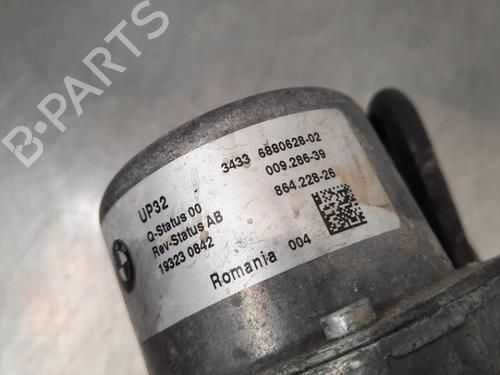 UP32
3433 6880628-02
Q-Status 00
009.286-39
Rev-Status AB
864.228-26
19323 0842
Romania
004
B-PARTS